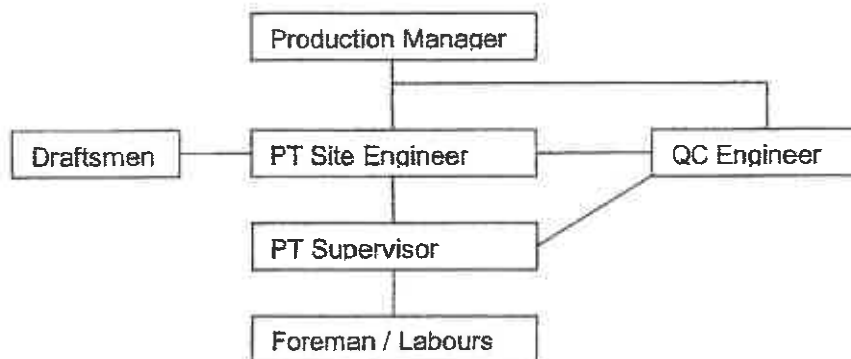 Production Manager
Draftsmen
PT Site Engineer
QC Engineer
PT Supervisor
Foreman / Labours